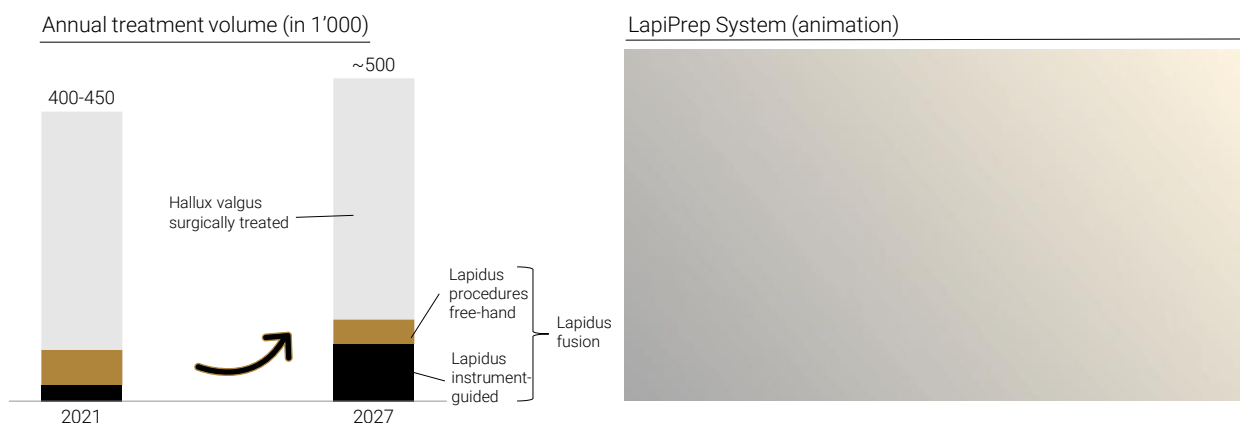 Annual treatment volume (in 1’000)
LapiPrep System (animation)
~500
400-450
Hallux valgus
surgically treated
Lapidus
procedures
free-hand
Lapidus
fusion
Lapidus
instrument-
guided
2021
2027